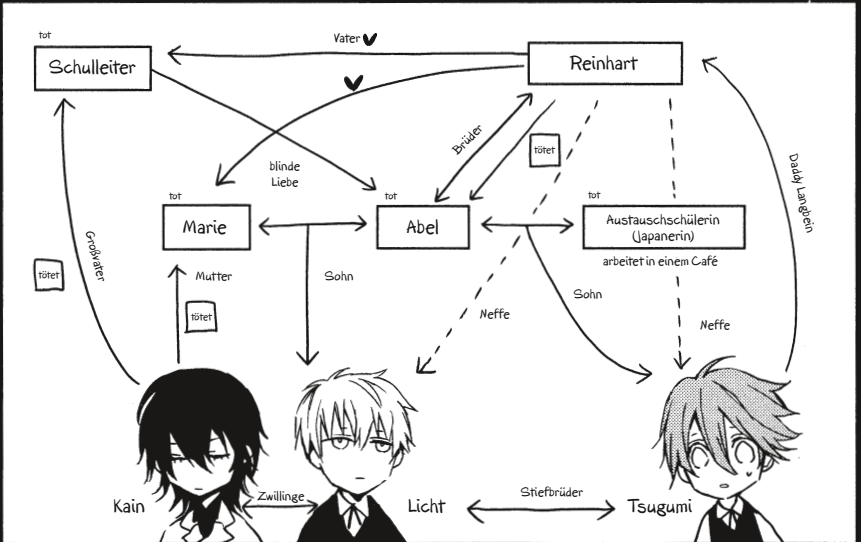 tot
Vater
Schulleiter
Reinhart
Brüder
tötet
blinde
Liebe
Daddy Langbein
tot
tot
tot
Marie
Abel
Austauschschülerin
(Japanerin)
arbeitet in einem Café
Großvater
tötet
Mutter
Sohn
Sohn
tötet
Neffe
Neffe
Kain
Zwillinge
Licht
Stiefbrüder
Tsugumi